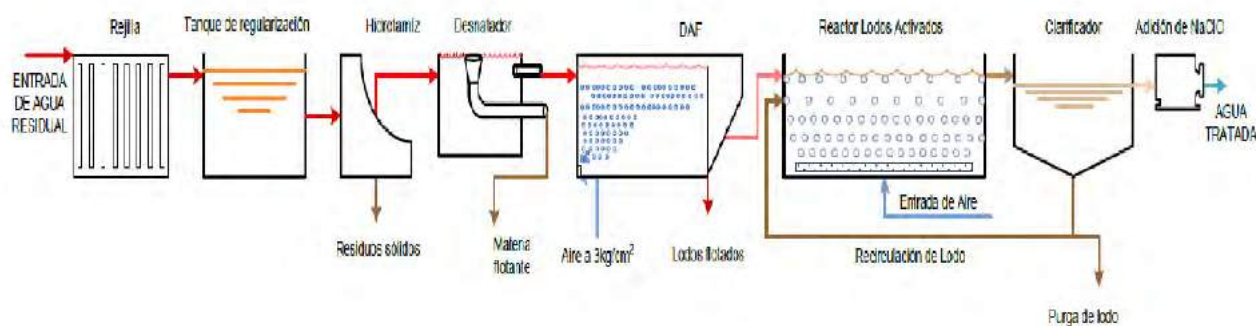 Rejilla
Tanque de regularización
Hidrotamiz
Desnatador
DAF
Reactor Lodos Activados
Clarificador
Adición de NaClO
ENTRADA
DE AGUA
RESIDUAL
AGUA
TRATADA
Entrada de Aire
Residuos sólidos
Materia
flotante
Aire a 3kg/cm²
Lodos flotados
Recirculación de Lodo
Purga de lodo